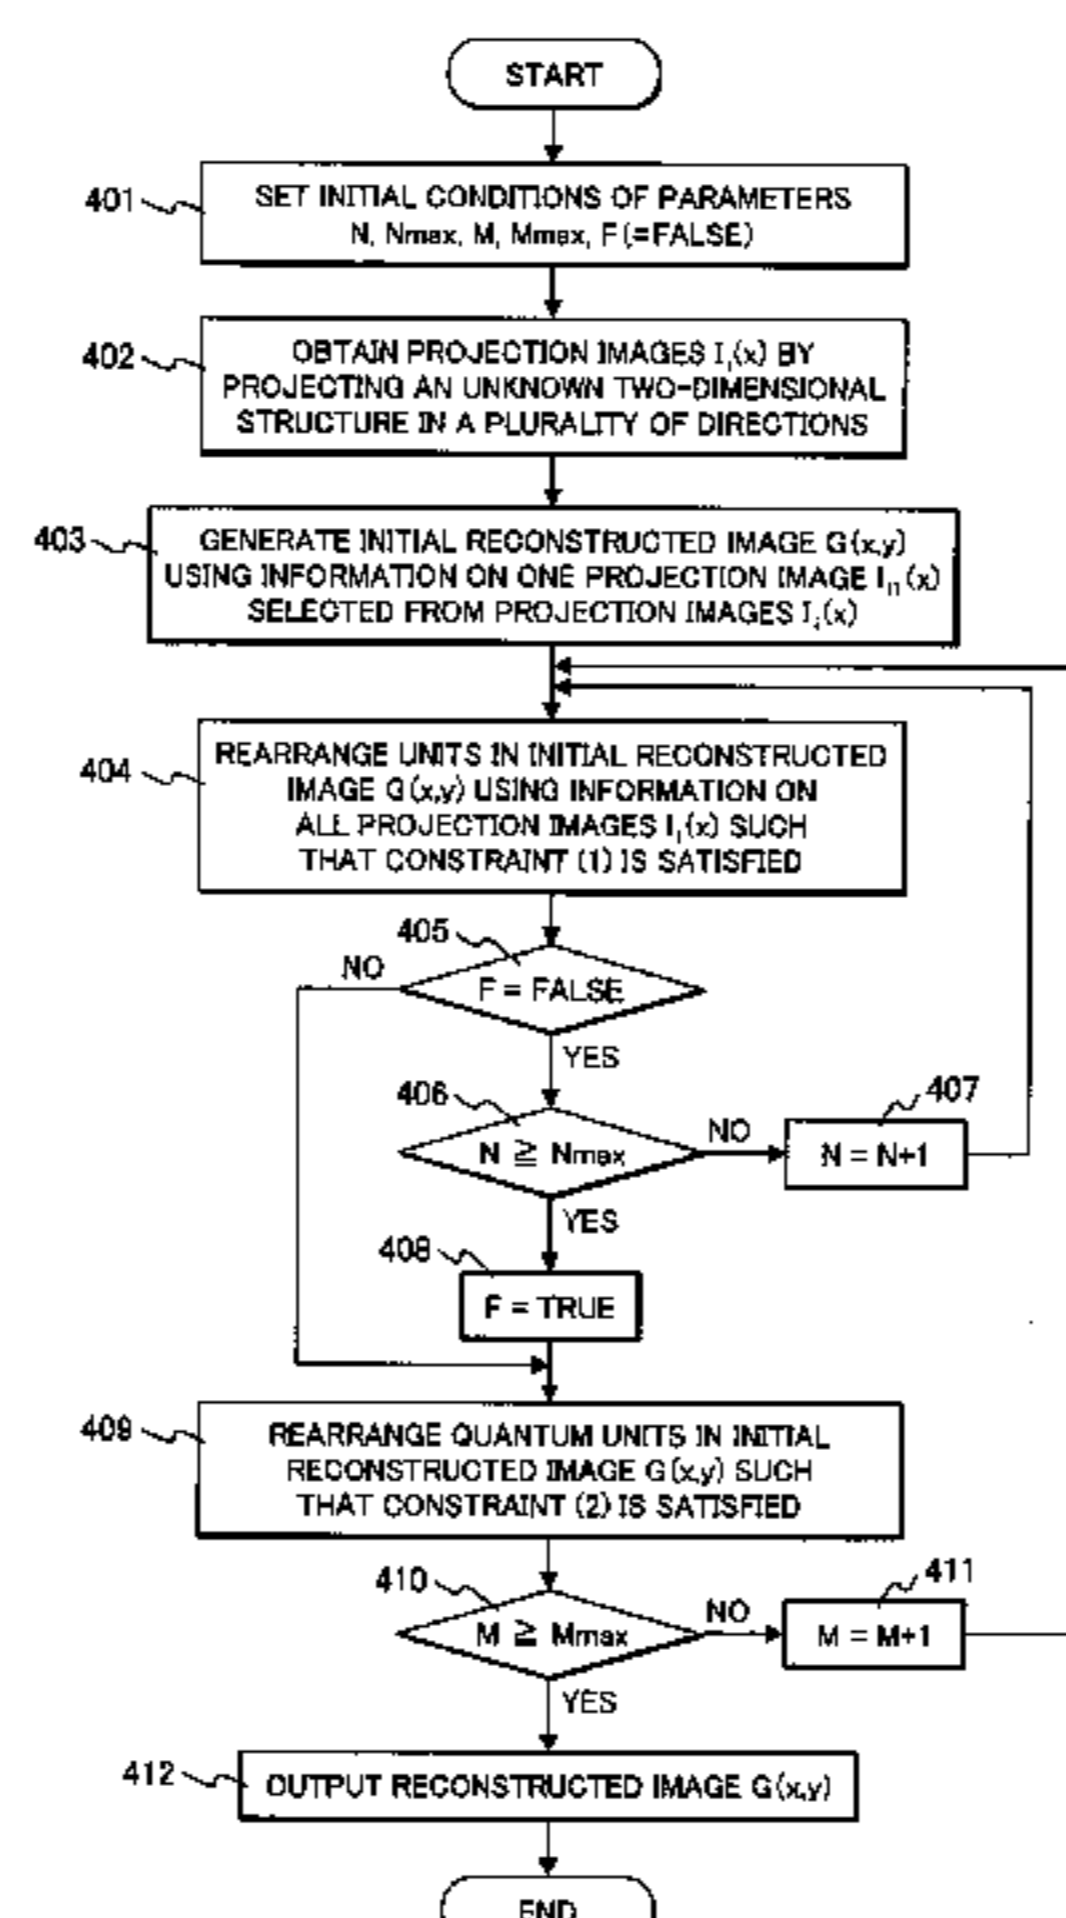 START
401
SET INITIAL CONDITIONS OF PARAMETERS
N, Nmax, M, Mmax, F (=FALSE)
402
OBTAIN PROJECTION IMAGES Iᵢ(x) BY
PROJECTING AN UNKNOWN TWO-DIMENSIONAL
STRUCTURE IN A PLURALITY OF DIRECTIONS
403
GENERATE INITIAL RECONSTRUCTED IMAGE G(x,y)
USING INFORMATION ON ONE PROJECTION IMAGE Iᵢ₁(x)
SELECTED FROM PROJECTION IMAGES Iᵢ(x)
404
REARRANGE UNITS IN INITIAL RECONSTRUCTED
IMAGE G(x,y) USING INFORMATION ON
ALL PROJECTION IMAGES Iᵢ(x) SUCH
THAT CONSTRAINT (1) IS SATISFIED
405
NO
F = FALSE
YES
406
N ≧ Nmax
NO
407
N = N+1
YES
408
F = TRUE
409
REARRANGE QUANTUM UNITS IN INITIAL
RECONSTRUCTED IMAGE G(x,y) SUCH
THAT CONSTRAINT (2) IS SATISFIED
410
M ≧ Mmax
NO
411
M = M+1
YES
412
OUTPUT RECONSTRUCTED IMAGE G(x,y)
END